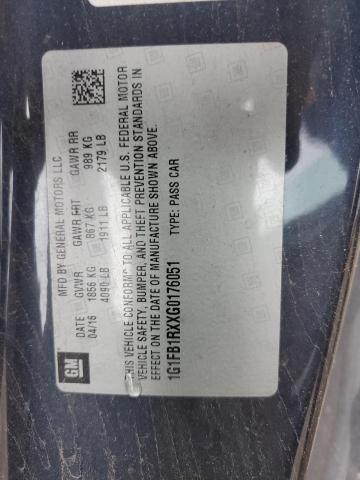 MFD BY GENERAL MOTORS LLC
DATE GVWR GAWR FRT GAWR RR
04/16 1856 KG 867 KG 989 KG
4090 LB 1911 LB 2179 LB
THIS VEHICLE CONFORMS TO ALL APPLICABLE U.S. FEDERAL MOTOR
VEHICLE SAFETY, BUMPER, AND THEFT PREVENTION STANDARDS IN
EFFECT ON THE DATE OF MANUFACTURE SHOWN ABOVE.
1G1FB1RXXG0176051 TYPE: PASS CAR
GM